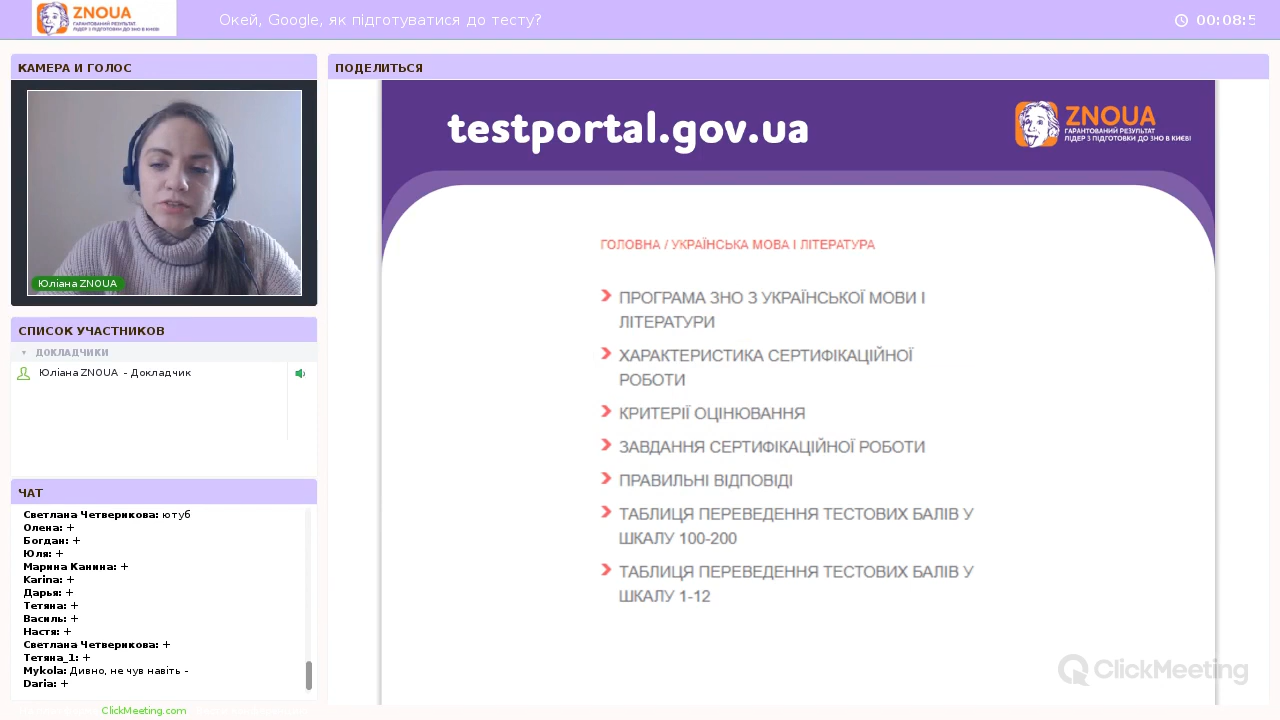 ZNOUA
ГАРАНТОВАНИЙ РЕЗУЛЬТАТ
ЛІДЕР З ПІДГОТОВКИ ДО ЗНО В КИЄВІ
Окей, Google, як підготуватися до тесту?
00:08:5
КАМЕРА И ГОЛОС
Юліана ZNOUA
СПИСОК УЧАСТНИКОВ
ДОКЛАДЧИКИ
Юліана ZNOUA - Докладчик
ЧАТ
Светлана Четверикова: ютуб
Олена: +
Богдан: +
Юля: +
Марина Канина: +
Karina: +
Дарья: +
Тетяна: +
Василь: +
Настя: +
Светлана Четверикова: +
Тетяна_1: +
Mykola: Дивно, не чув навіть -
Daria: +
ClickMeeting.com
ПОДЕЛИТЬСЯ
testportal.gov.ua
ZNOUA
ГАРАНТОВАНИЙ РЕЗУЛЬТАТ
ЛІДЕР З ПІДГОТОВКИ ДО ЗНО В КИЄВІ
ГОЛОВНА / УКРАЇНСЬКА МОВА І ЛІТЕРАТУРА
ПРОГРАМА ЗНО З УКРАЇНСЬКОЇ МОВИ І
ЛІТЕРАТУРИ
ХАРАКТЕРИСТИКА СЕРТИФІКАЦІЙНОЇ
РОБОТИ
КРИТЕРІЇ ОЦІНЮВАННЯ
ЗАВДАННЯ СЕРТИФІКАЦІЙНОЇ РОБОТИ
ПРАВИЛЬНІ ВІДПОВІДІ
ТАБЛИЦЯ ПЕРЕВЕДЕННЯ ТЕСТОВИХ БАЛІВ У
ШКАЛУ 100-200
ТАБЛИЦЯ ПЕРЕВЕДЕННЯ ТЕСТОВИХ БАЛІВ У
ШКАЛУ 1-12
ClickMeeting